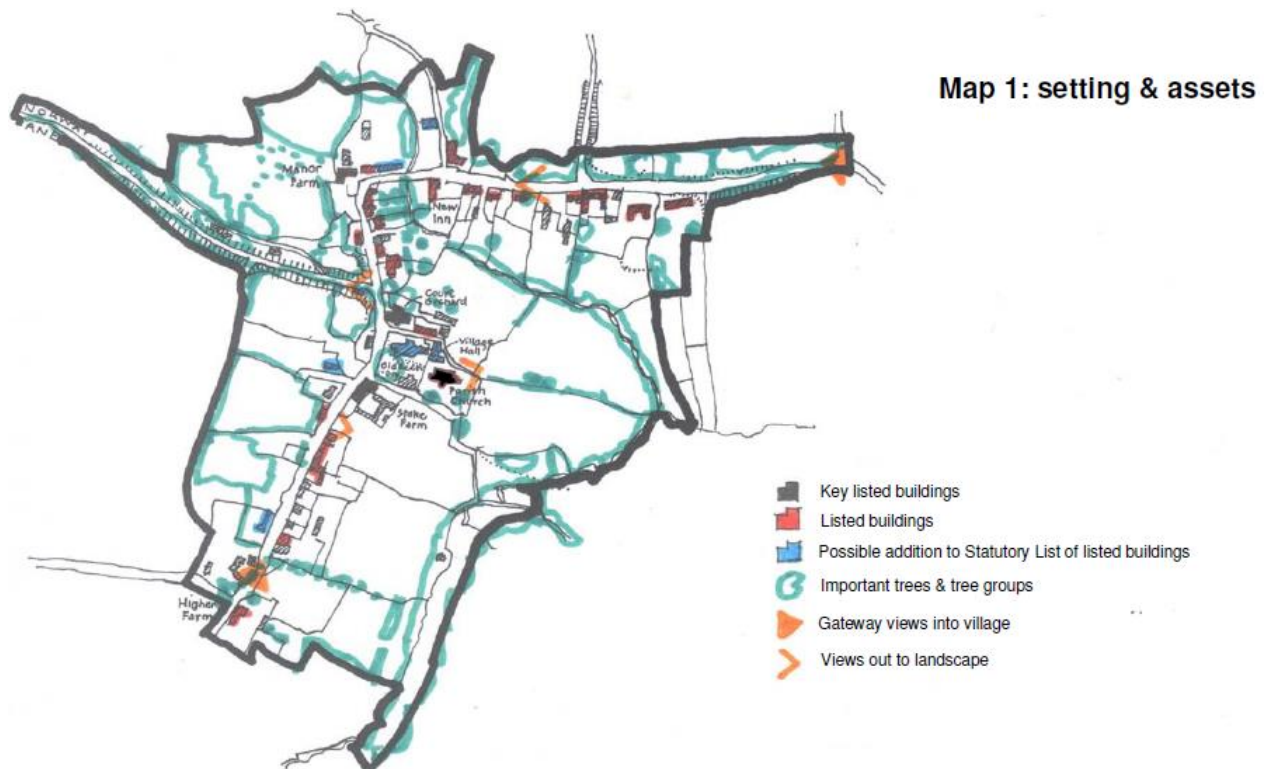 Map 1: setting & assets
NORWAY
LANE
Manor
Farm
New
Inn
Court
Orchard
Village
Hall
Parish
Church
Stoke
Farm
Higher
Farm
Key listed buildings
Listed buildings
Possible addition to Statutory List of listed buildings
Important trees & tree groups
Gateway views into village
Views out to landscape